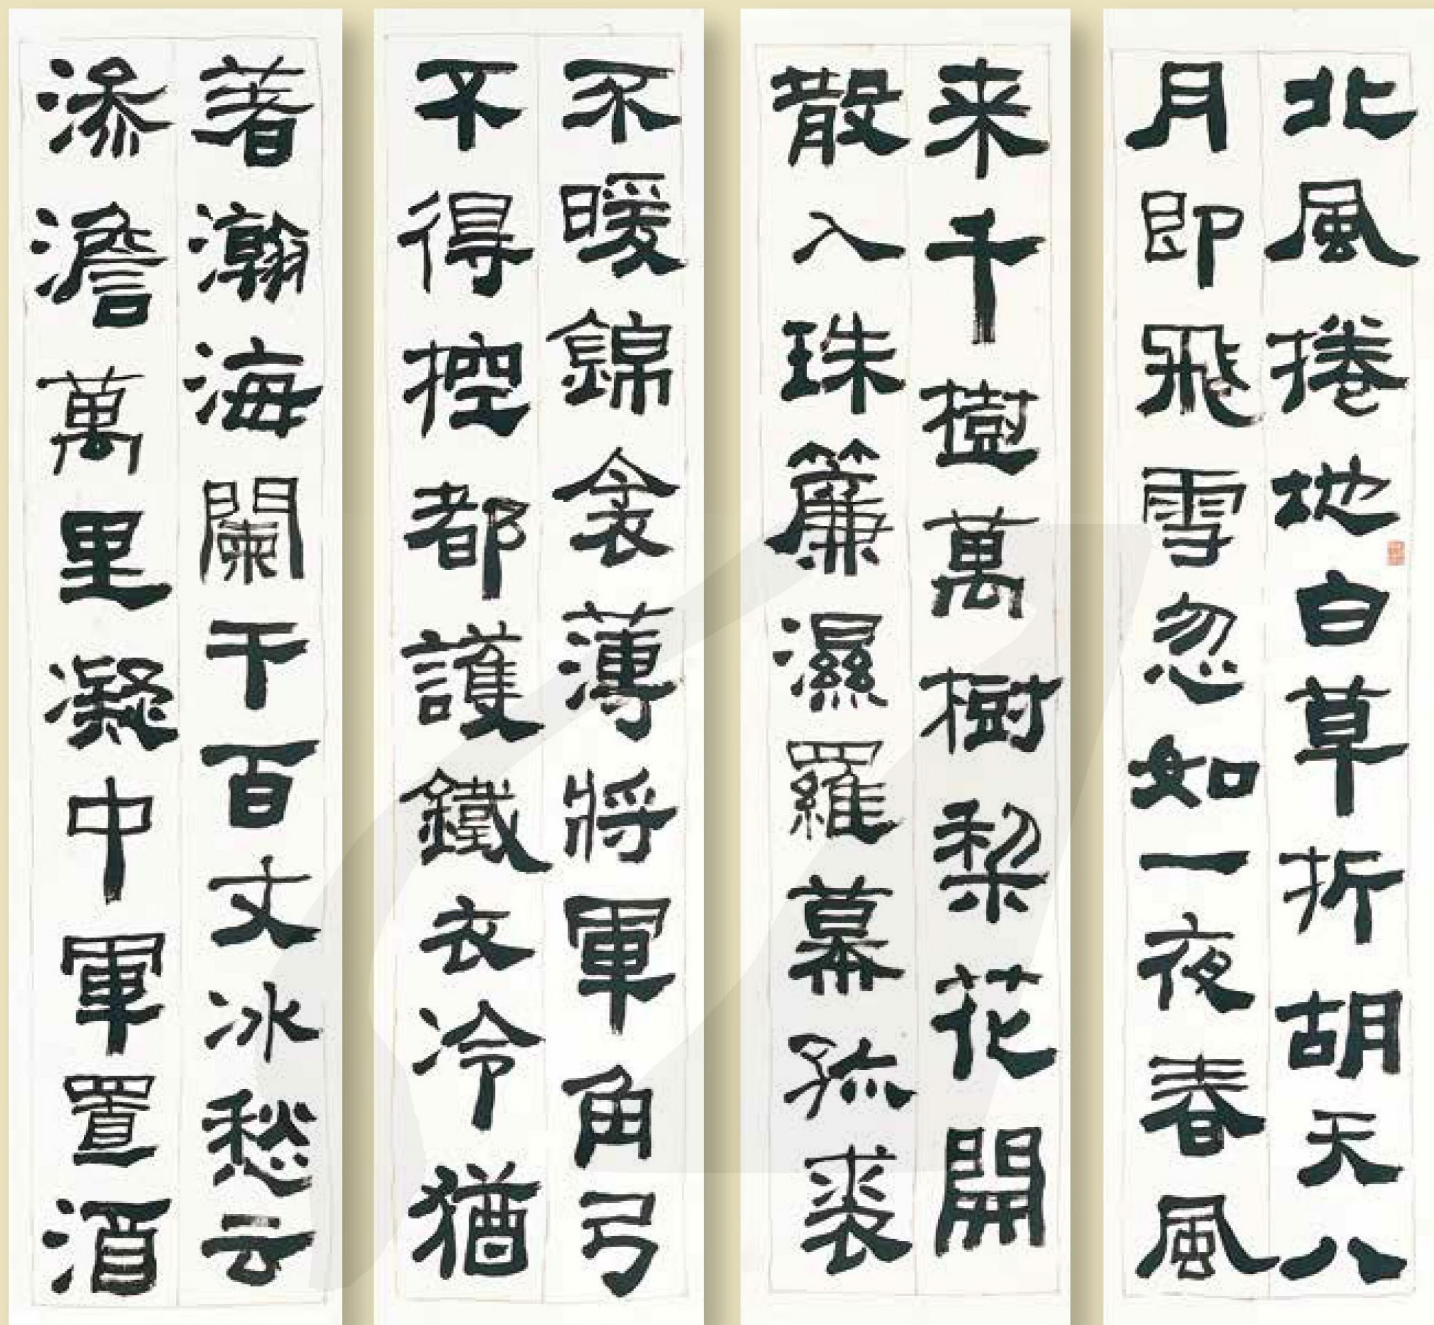 北風捲地白草折胡天八
月即飛雪忽如一夜春風
来千樹萬樹梨花開
散入珠簾濕羅幕孤裘
不暖錦衾薄將軍角弓
不得控都護鐵衣冷猶
著瀚海闌干百丈冰愁云
澹萬里凝中軍置酒